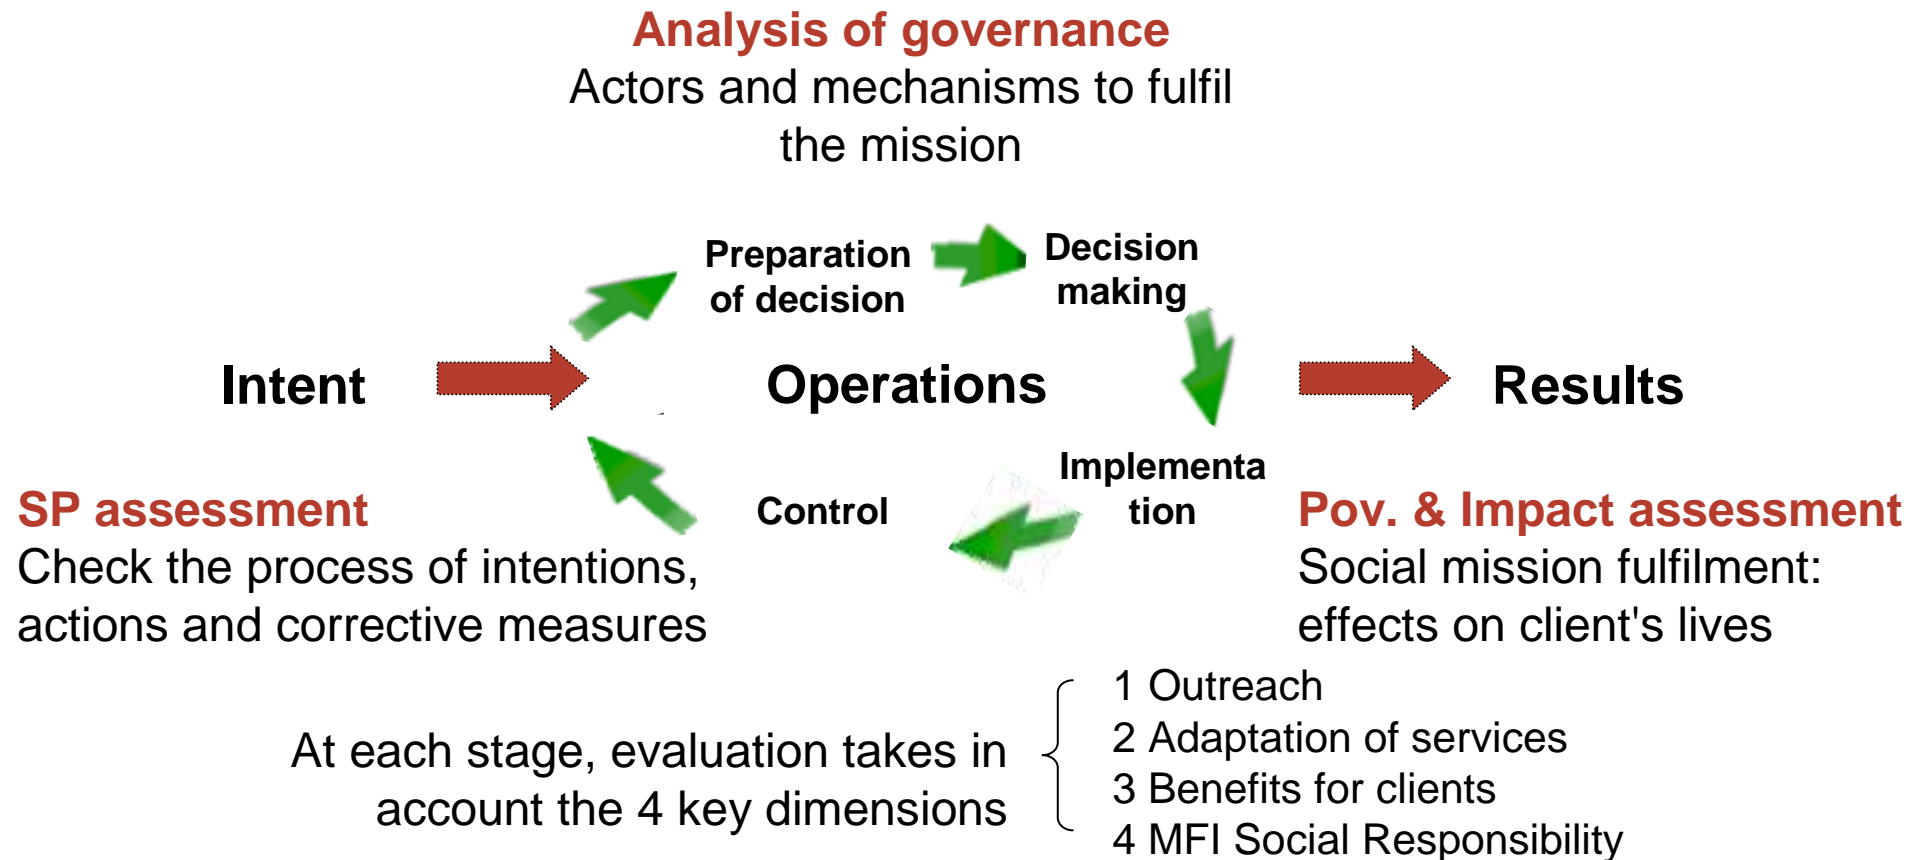 Analysis of governance
Actors and mechanisms to fulfil
the mission
Preparation
of decision
Decision
making
Intent
Operations
Results
Implementa
tion
Control
SP assessment
Check the process of intentions,
actions and corrective measures
Pov. & Impact assessment
Social mission fulfilment:
effects on client's lives
At each stage, evaluation takes in
account the 4 key dimensions
1 Outreach
2 Adaptation of services
3 Benefits for clients
4 MFI Social Responsibility